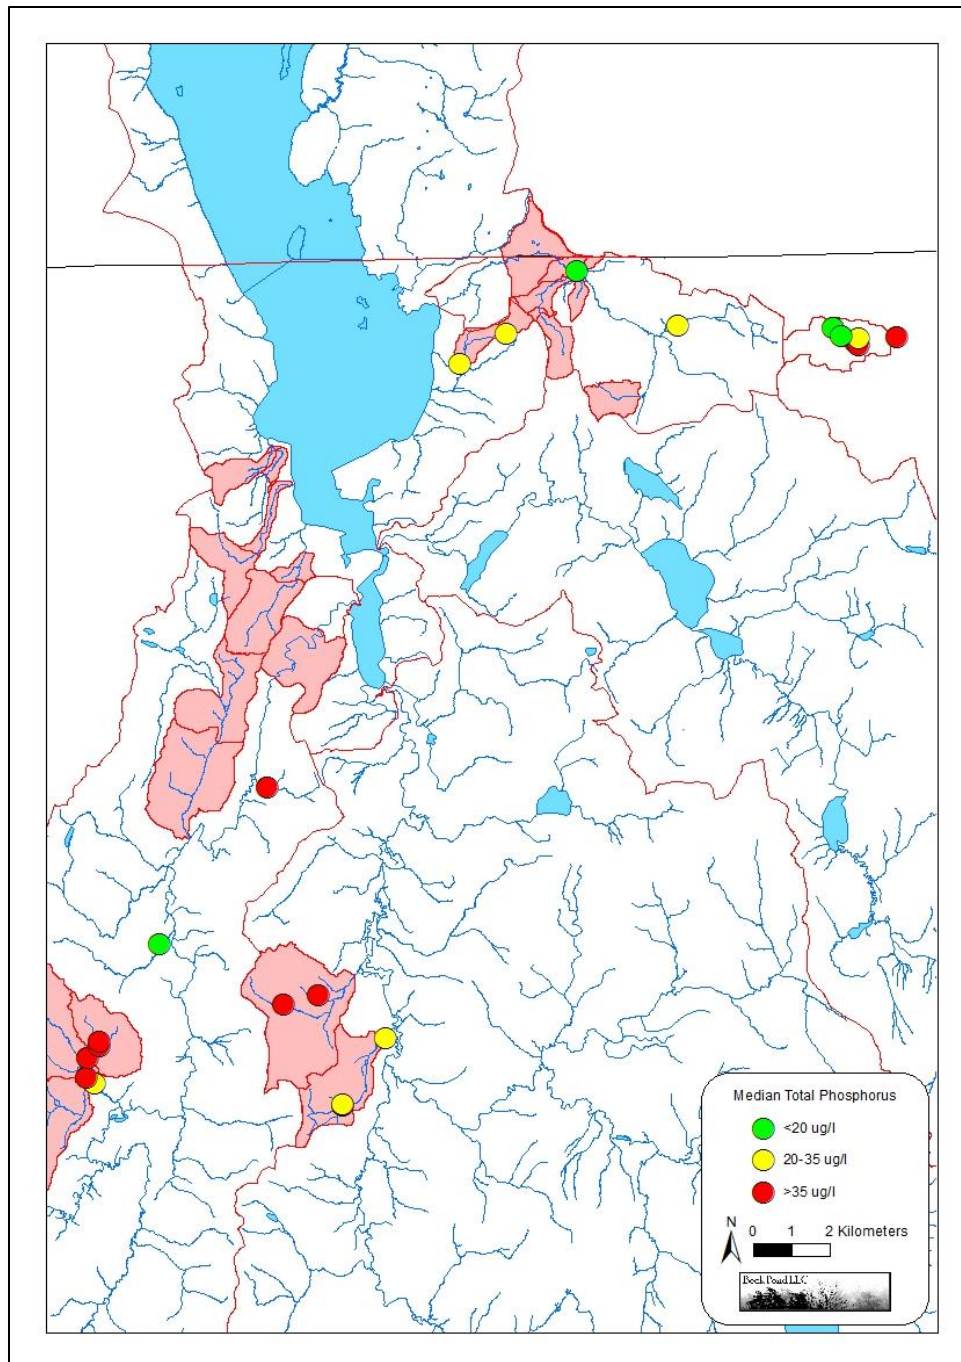 Median Total Phosphorus
<20 ug/l
20-35 ug/l
>35 ug/l
N
0 1 2 Kilometers
Beck Pond LLC